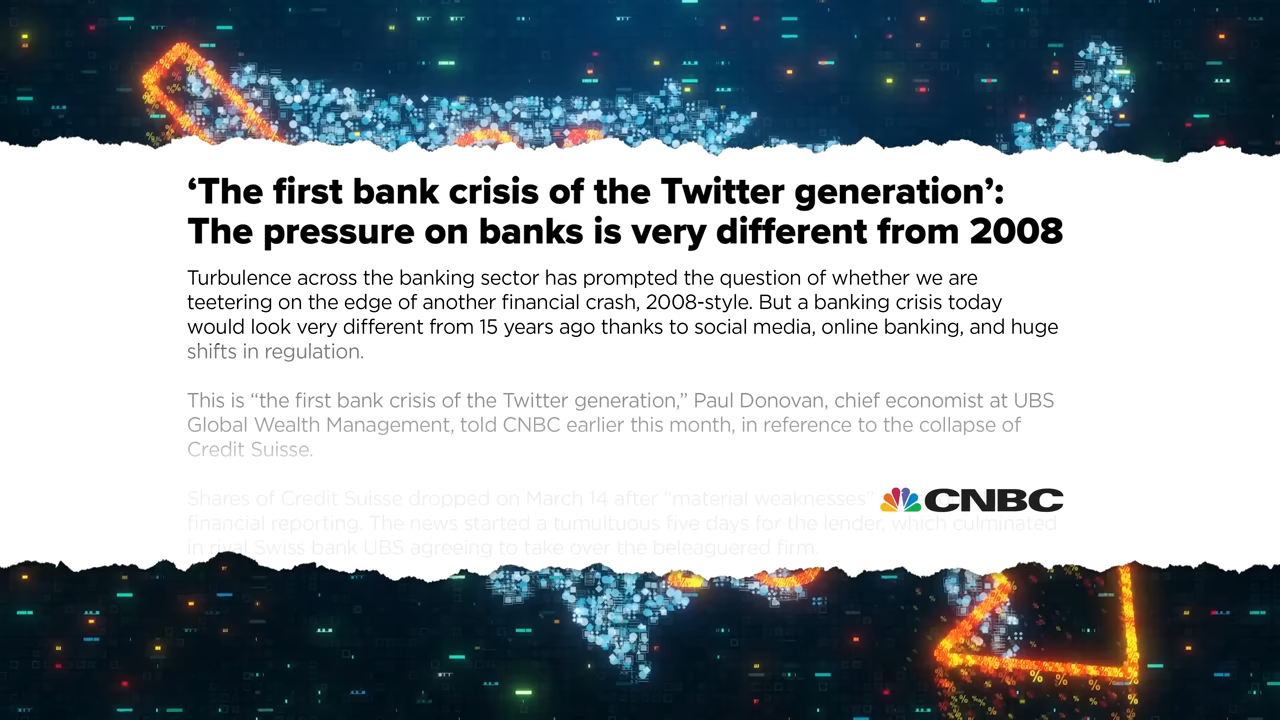 ‘The first bank crisis of the Twitter generation’:
The pressure on banks is very different from 2008
Turbulence across the banking sector has prompted the question of whether we are
teetering on the edge of another financial crash, 2008-style. But a banking crisis today
would look very different from 15 years ago thanks to social media, online banking, and huge
shifts in regulation.
This is “the first bank crisis of the Twitter generation,” Paul Donovan, chief economist at UBS
Global Wealth Management, told CNBC earlier this month, in reference to the collapse of
Credit Suisse.
Shares of Credit Suisse dropped on March 14 after “material weaknesses”
CNBC
financial reporting. The news started a tumultuous five days for the lender, which culminated
in rival Swiss bank UBS agreeing to take over the beleaguered firm.